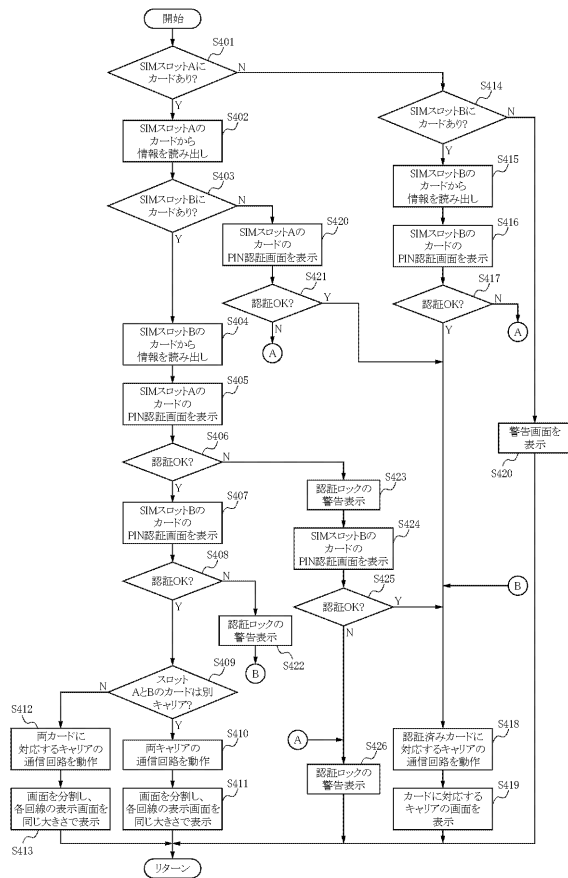 開始
S401
SIMスロットAに
カードあり?
N
Y
S414
SIMスロットBに
カードあり?
N
Y
S402
SIMスロットAの
カードから
情報を読み出し
S415
SIMスロットBの
カードから
情報を読み出し
S403
SIMスロットBに
カードあり?
N
Y
S420
SIMスロットAの
カードの
PIN認証画面を表示
S416
SIMスロットBの
カードの
PIN認証画面を表示
S421
認証OK?
Y
N
A
S417
認証OK?
N
Y
A
S404
SIMスロットBの
カードから
情報を読み出し
S405
SIMスロットAの
カードの
PIN認証画面を表示
警告画面を
表示
S420
S406
認証OK?
N
Y
S423
認証ロックの
警告表示
S407
SIMスロットBの
カードの
PIN認証画面を表示
S424
SIMスロットBの
カードの
PIN認証画面を表示
S408
認証OK?
N
Y
S425
認証OK?
Y
N
B
認証ロックの
警告表示
S422
B
S409
スロット
AとBのカードは別
キャリア?
N
Y
S412
両カードに
対応するキャリアの
通信回路を動作
S410
両キャリアの
通信回路を動作
A
S426
認証ロックの
警告表示
S418
認証済みカードに
対応するキャリアの
通信回路を動作
画面を分割し、
各回線の表示画面を
同じ大きさで表示
S413
S411
画面を分割し、
各回線の表示画面を
同じ大きさで表示
S419
カードに対応する
キャリアの画面を
表示
リターン